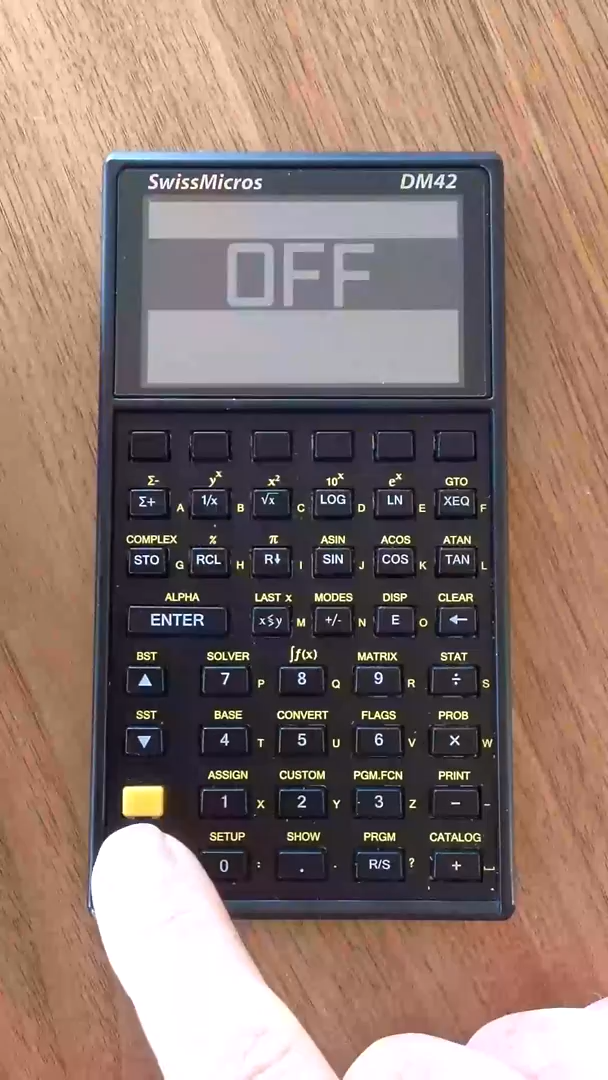 SwissMicros DM42
OFF
Σ- yˣ x² 10ˣ eˣ GTO
Σ+ A 1/x B √x C LOG D LN E XEQ F
COMPLEX % π ASIN ACOS ATAN
STO G RCL H R↓ I SIN J COS K TAN L
ALPHA LAST x MODES DISP CLEAR
ENTER x≶y M +/- N E O ←
BST SOLVER ∫f(x) MATRIX STAT
▲ 7 P 8 Q 9 R ÷ S
SST BASE CONVERT FLAGS PROB
▼ 4 T 5 U 6 V × W
ASSIGN CUSTOM PGM.FCN PRINT
1 X 2 Y 3 Z − -
SETUP SHOW PRGM CATALOG
0 : . . R/S ? + ␣